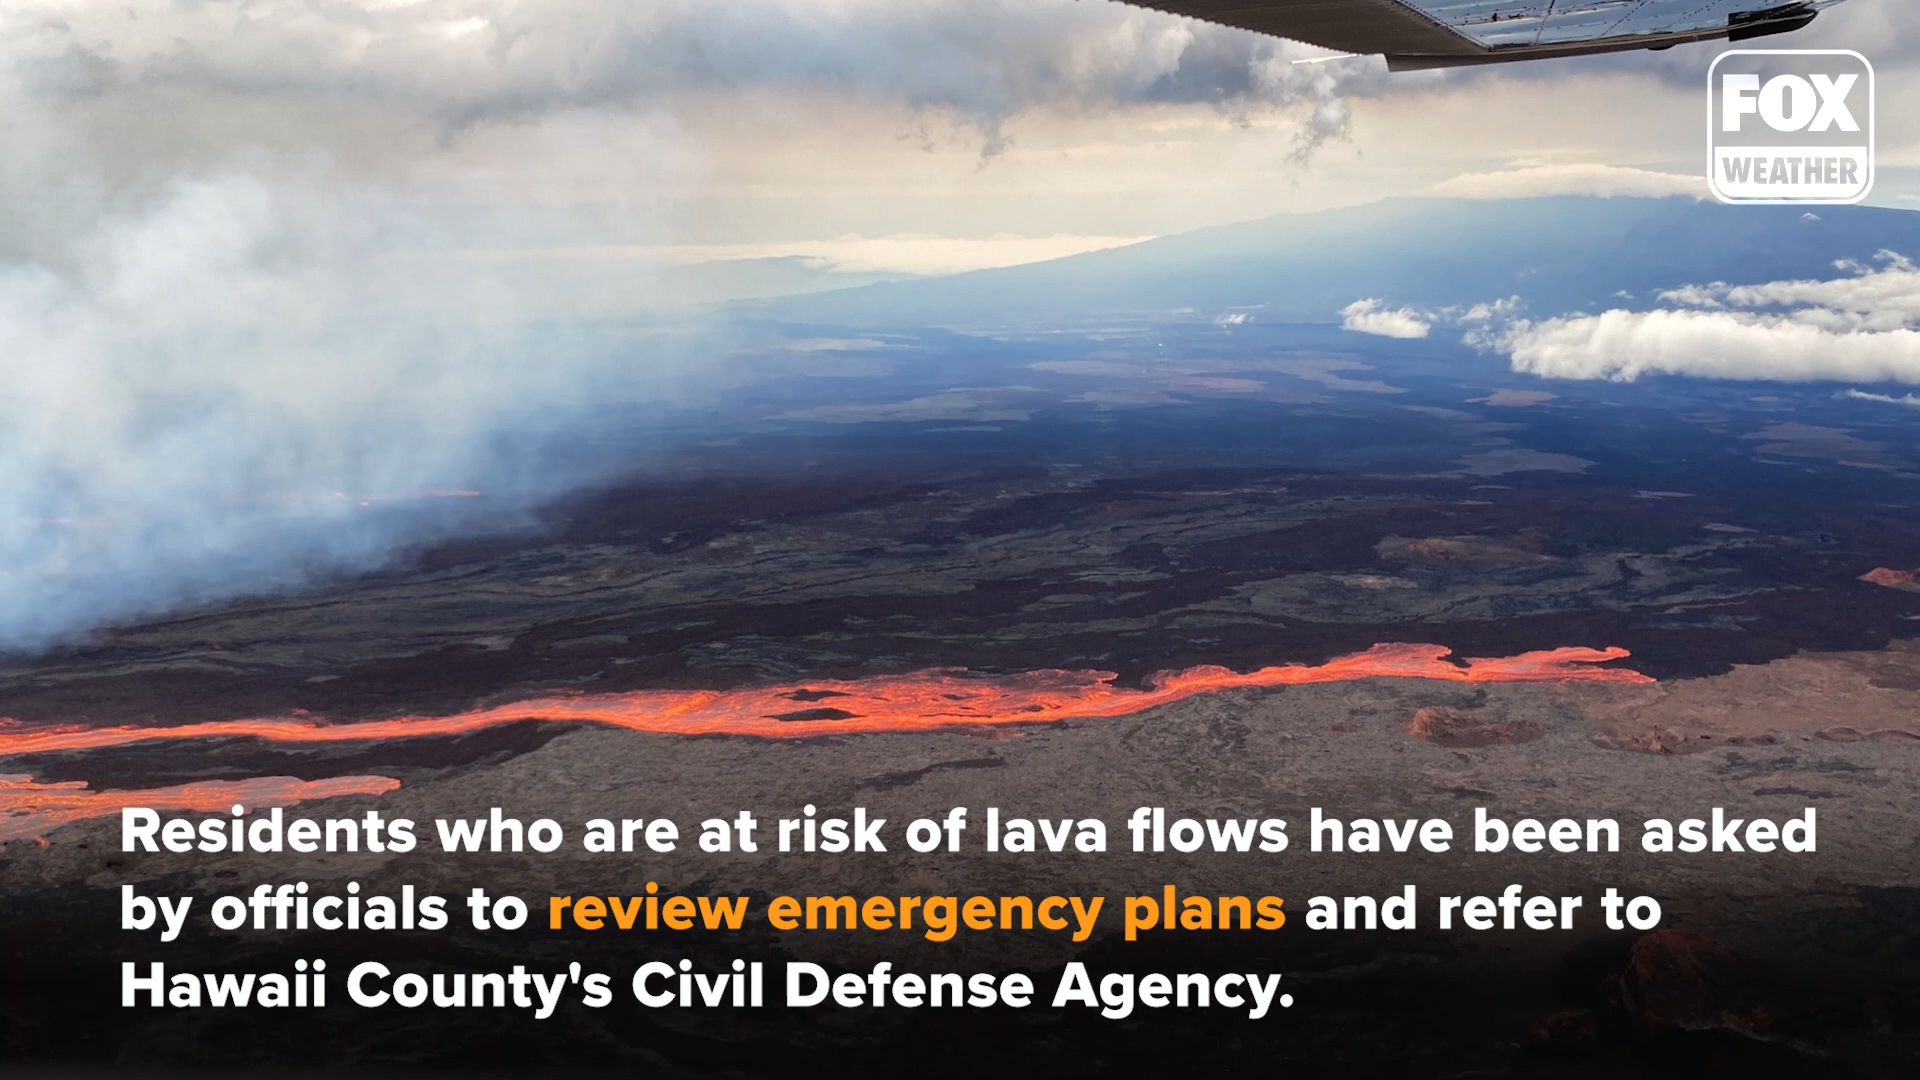 FOX
WEATHER
Residents who are at risk of lava flows have been asked
by officials to review emergency plans and refer to
Hawaii County's Civil Defense Agency.